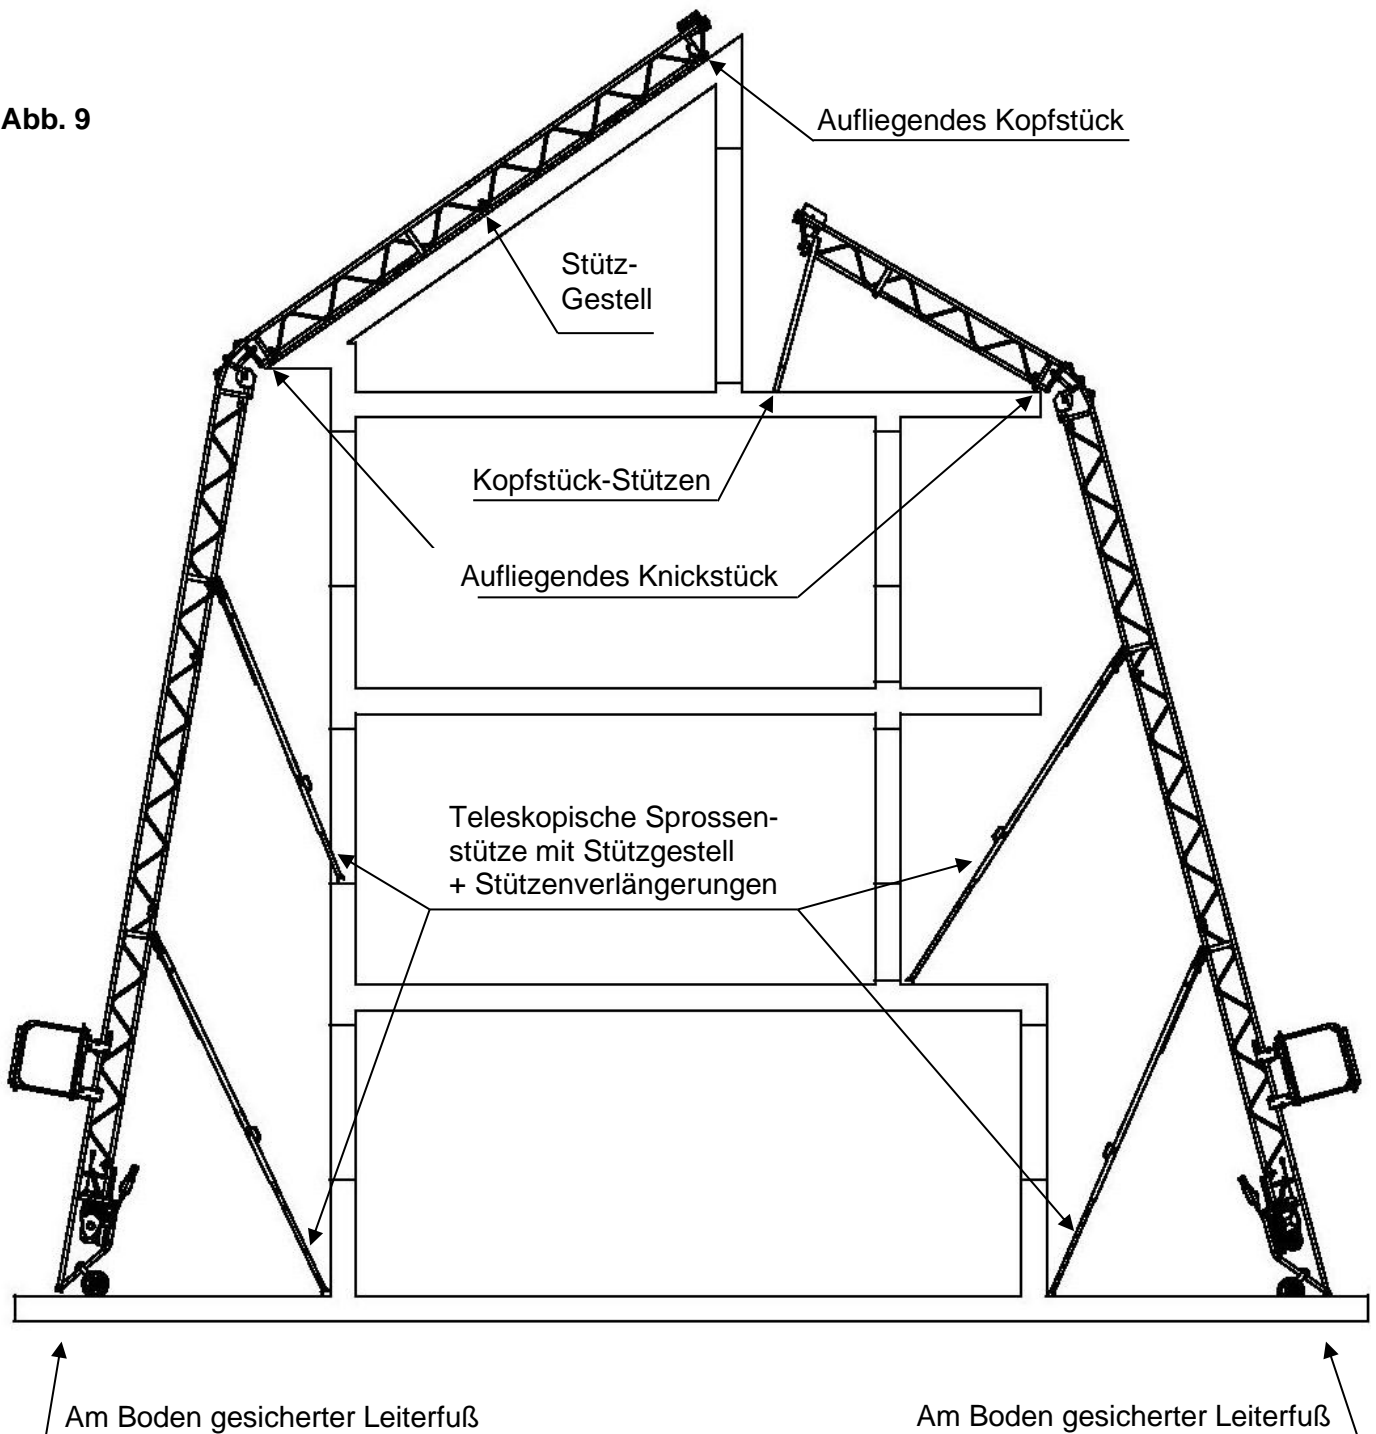 Abb. 9
Aufliegendes Kopfstück
Stütz-
Gestell
Kopfstück-Stützen
Aufliegendes Knickstück
Teleskopische Sprossen-
stütze mit Stützgestell
+ Stützenverlängerungen
Am Boden gesicherter Leiterfuß
Am Boden gesicherter Leiterfuß